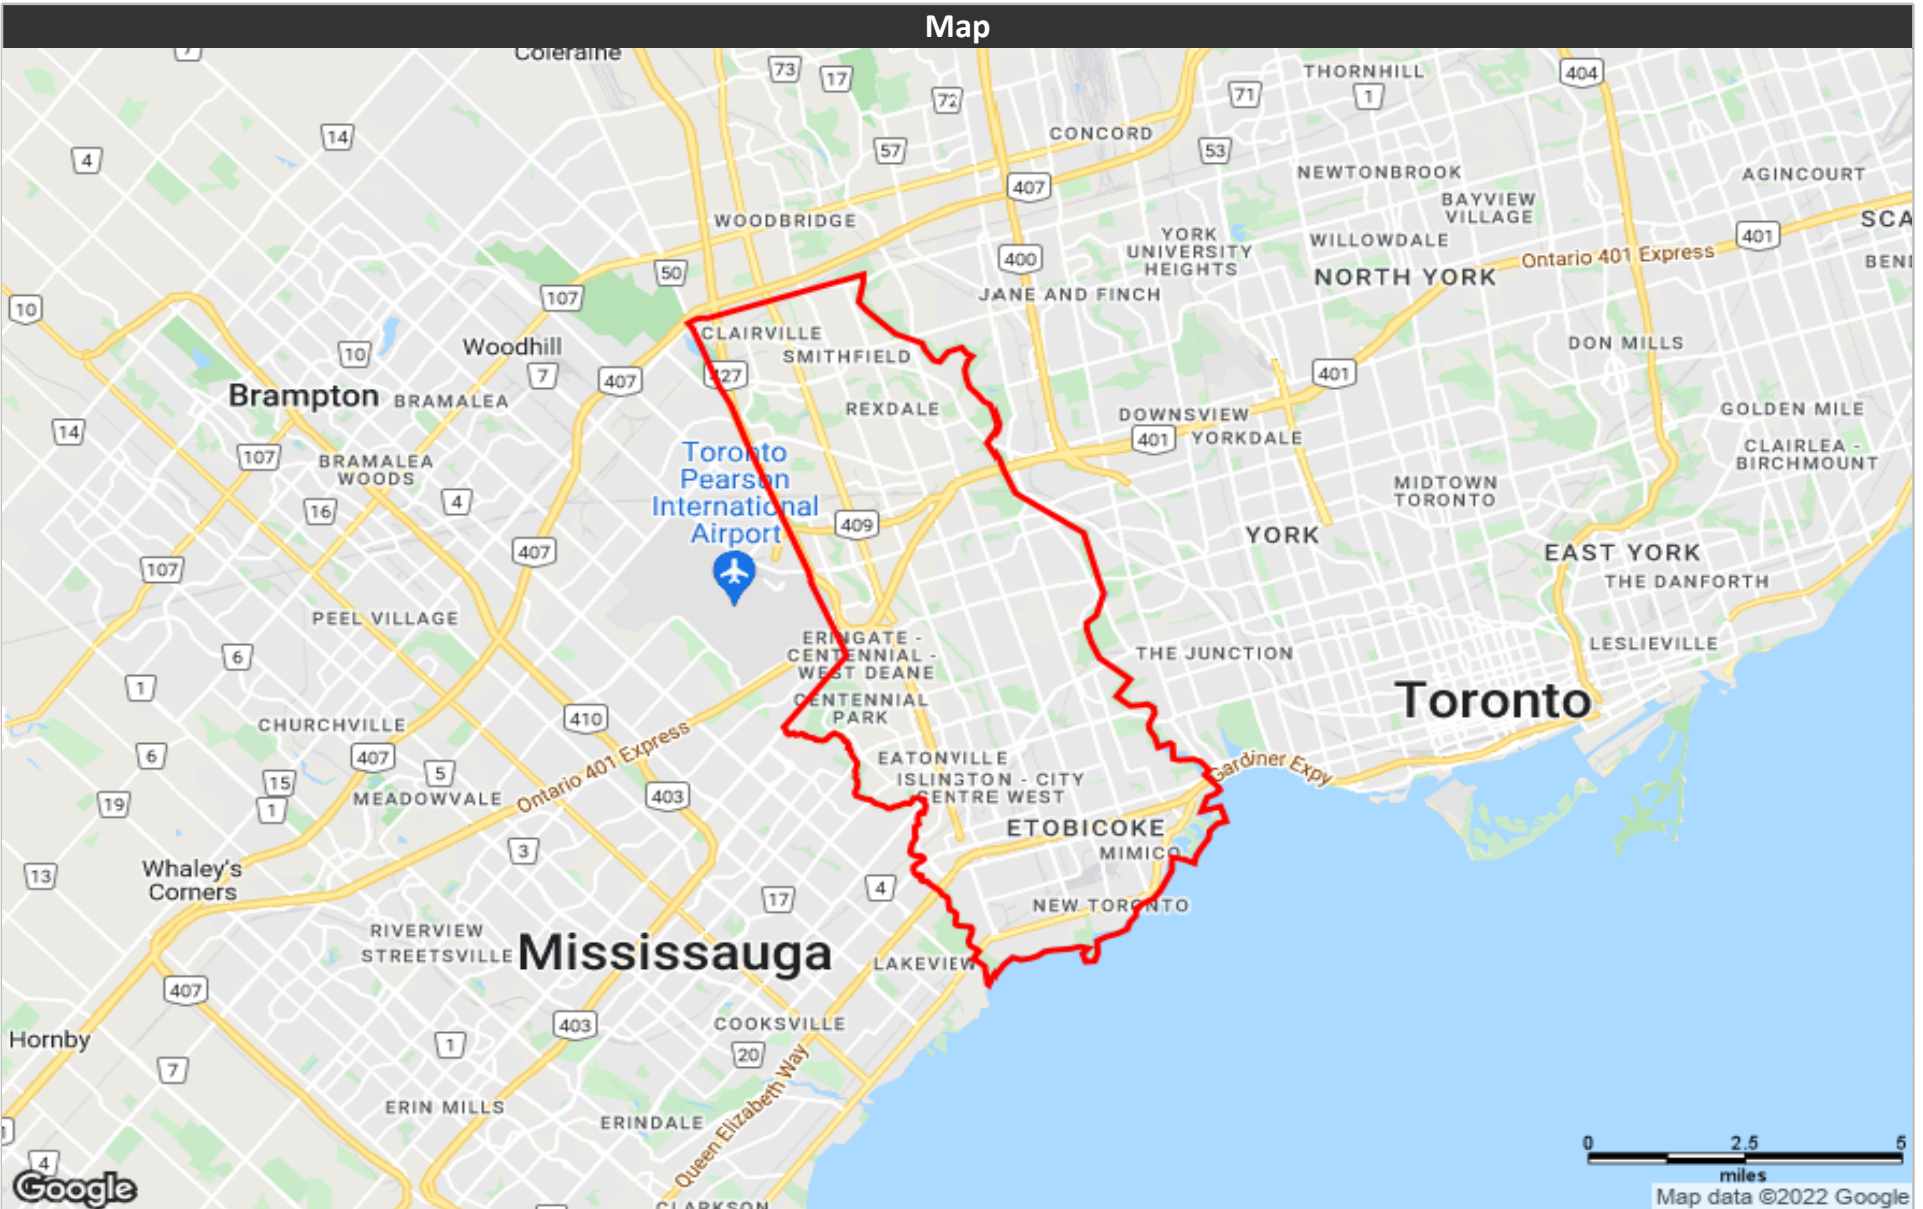 Map
7
Coleraine
73
17
72
71
THORNHILL
1
404
14
4
57
CONCORD
53
407
NEWTONBROOK
AGINCOURT
BAYVIEW
VILLAGE
WOODBRIDGE
YORK
UNIVERSITY
HEIGHTS
WILLOWDALE
401
SCA
Ontario 401 Express
BEN
50
400
NORTH YORK
107
JANE AND FINCH
10
CLAIRVILLE
Woodhill
10
SMITHFIELD
DON MILLS
7
407
427
401
Brampton
BRAMALEA
REXDALE
DOWNSVIEW
GOLDEN MILE
14
401
YORKDALE
CLAIRLEA -
BIRCHMOUNT
107
BRAMALEA
WOODS
Toronto
Pearson
International
Airport
MIDTOWN
TORONTO
4
16
409
YORK
407
EAST YORK
107
THE DANFORTH
PEEL VILLAGE
ERINGATE -
CENTENNIAL -
WEST DEANE
LESLIEVILLE
6
THE JUNCTION
1
CENTENNIAL
PARK
Toronto
410
CHURCHVILLE
6
407
Ontario 401 Express
EATONVILLE
Gardiner Expy
5
15
ISLINGTON - CITY
CENTRE WEST
19
1
MEADOWVALE
403
ETOBICOKE
3
MIMICO
Whaley's
Corners
13
17
4
NEW TORONTO
RIVERVIEW
STREETSVILLE
Mississauga
LAKEVIEW
407
403
COOKSVILLE
Hornby
1
20
7
Queen Elizabeth Way
ERIN MILLS
ERINDALE
4
0 2.5 5
miles
Google
CLARKSON
Map data ©2022 Google